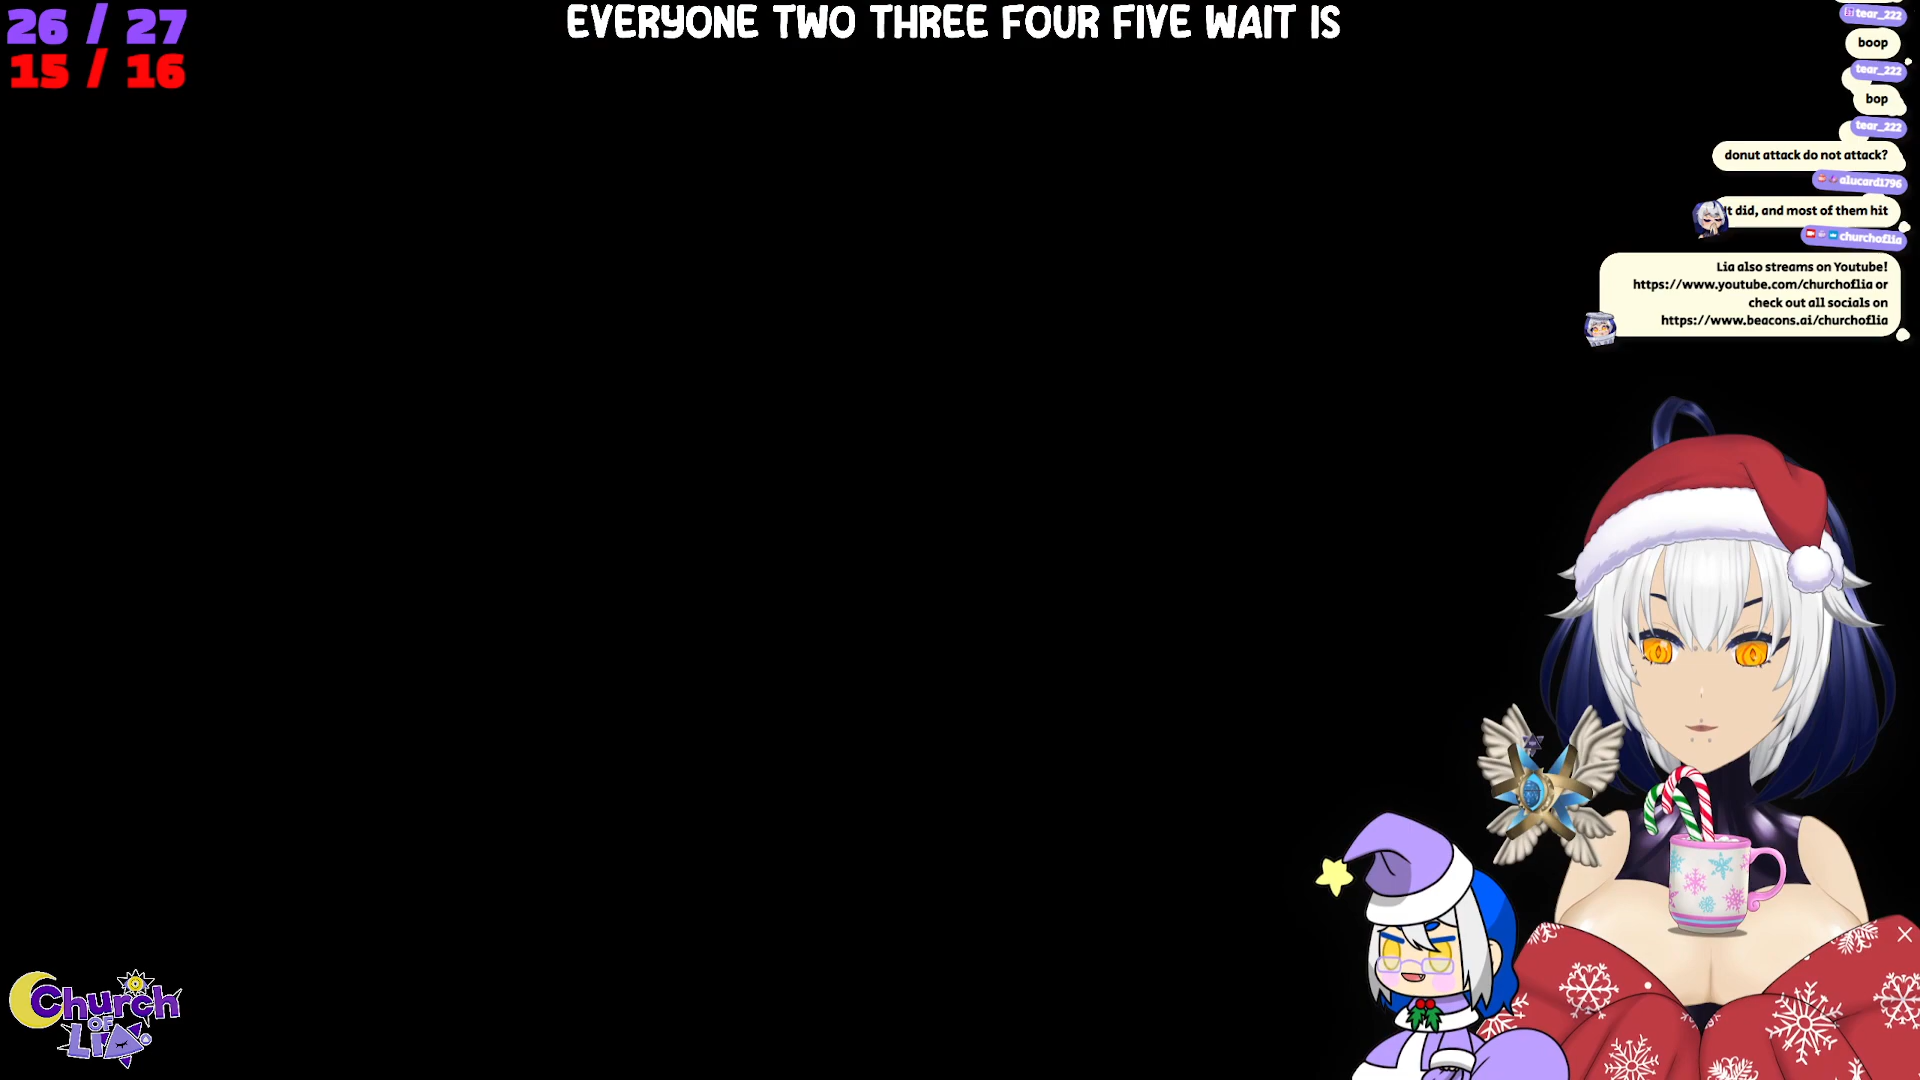 26 / 27
15 / 16
EVERYONE TWO THREE FOUR FIVE WAIT IS
tear_222
boop
tear_222
bop
tear_222
donut attack do not attack?
alucard1796
t did, and most of them hit
churchoflia
Lia also streams on Youtube!
https://www.youtube.com/churchoflia or
check out all socials on
https://www.beacons.ai/churchoflia
Church
OF
Lia